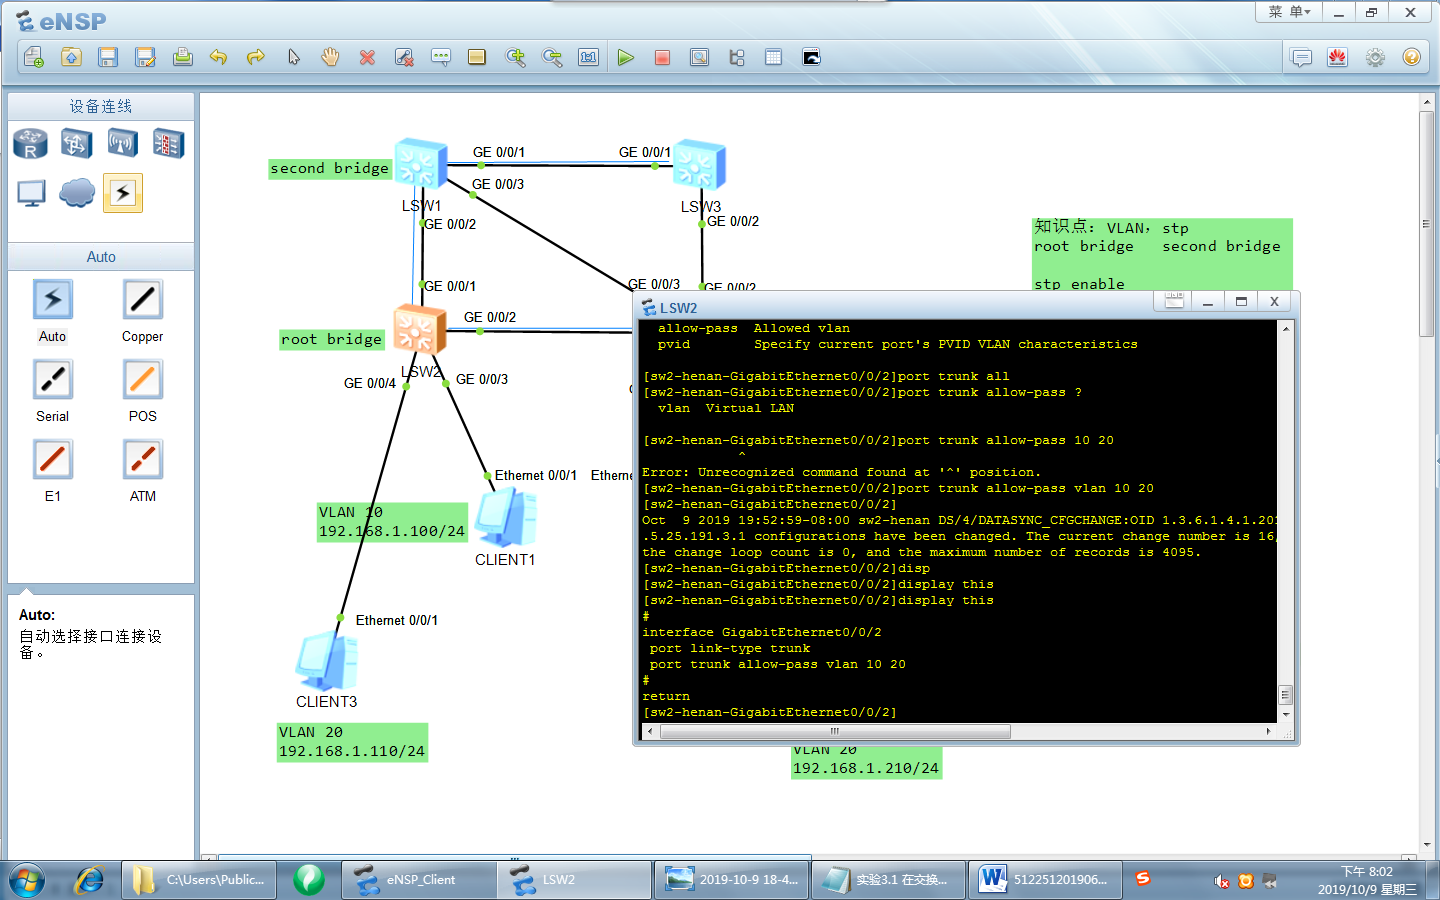 eNSP
菜 单
设备连线
Auto
Auto
Copper
Serial
POS
E1
ATM
Auto:
自动选择接口连接设
备。
second bridge
GE 0/0/1
GE 0/0/1
GE 0/0/3
LSW1
LSW3
GE 0/0/2
GE 0/0/2
知识点：VLAN，stp
root bridge   second bridge
stp enable
GE 0/0/1
GE 0/0/3
GE 0/0/2
root bridge
GE 0/0/2
LSW2
GE 0/0/4
GE 0/0/3
Ethernet 0/0/1
VLAN 10
192.168.1.100/24
CLIENT1
Ethernet 0/0/1
CLIENT3
VLAN 20
192.168.1.110/24
VLAN 20
192.168.1.210/24
LSW2
allow-pass  Allowed vlan
pvid        Specify current port's PVID VLAN characteristics
[sw2-henan-GigabitEthernet0/0/2]port trunk all
[sw2-henan-GigabitEthernet0/0/2]port trunk allow-pass ?
vlan  Virtual LAN
[sw2-henan-GigabitEthernet0/0/2]port trunk allow-pass 10 20
^
Error: Unrecognized command found at '^' position.
[sw2-henan-GigabitEthernet0/0/2]port trunk allow-pass vlan 10 20
[sw2-henan-GigabitEthernet0/0/2]
Oct  9 2019 19:52:59-08:00 sw2-henan DS/4/DATASYNC_CFGCHANGE:OID 1.3.6.1.4.1.201
.5.25.191.3.1 configurations have been changed. The current change number is 16,
the change loop count is 0, and the maximum number of records is 4095.
[sw2-henan-GigabitEthernet0/0/2]disp
[sw2-henan-GigabitEthernet0/0/2]display this
[sw2-henan-GigabitEthernet0/0/2]display this
#
interface GigabitEthernet0/0/2
port link-type trunk
port trunk allow-pass vlan 10 20
#
return
[sw2-henan-GigabitEthernet0/0/2]
C:\Users\Public...
eNSP_Client
LSW2
2019-10-9 18-4...
实验3.1 在交换...
512251201906...
下午 8:02
2019/10/9 星期三